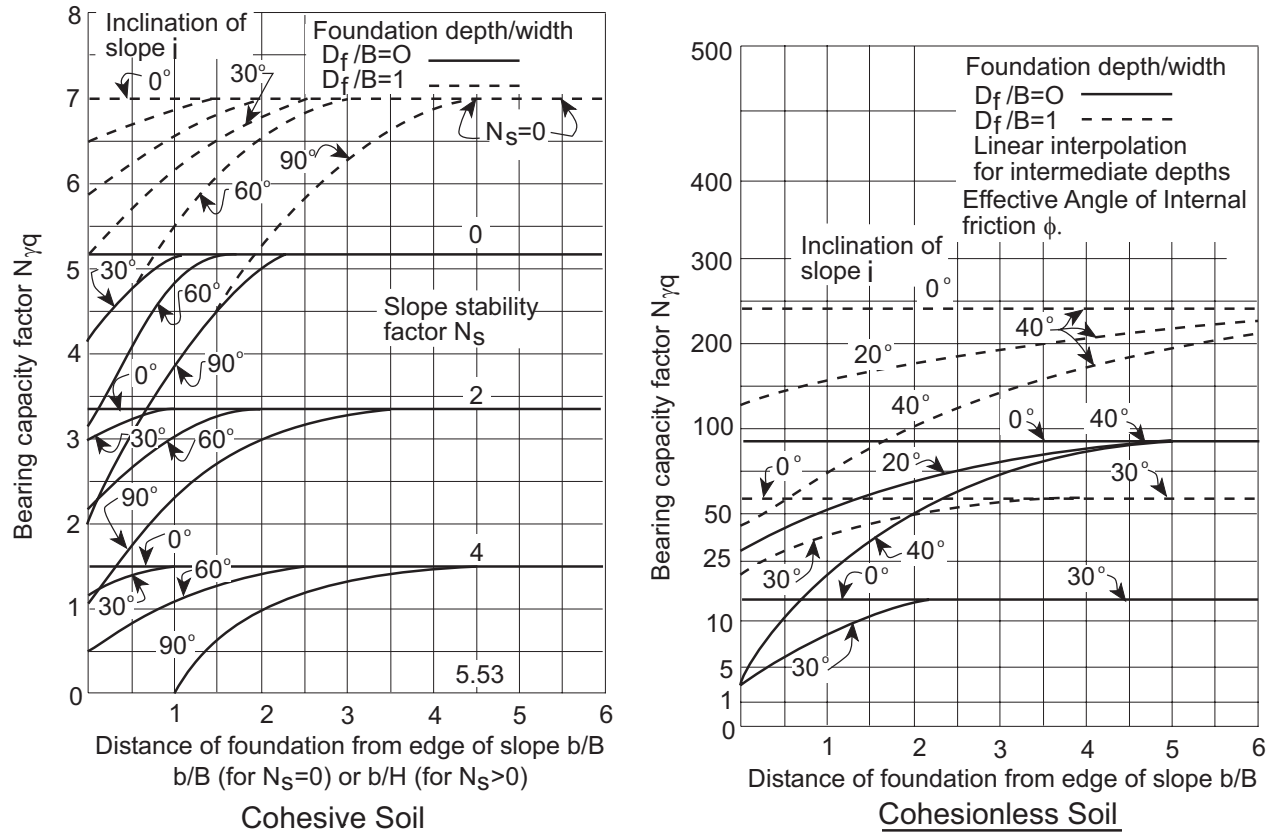 8
7
6
5
4
3
2
1
0
Bearing capacity factor Nγq
Inclination of
slope i
Foundation depth/width
Df /B=O
Df /B=1
0°
30°
NS=0
90°
60°
0
30°
60°
Slope stability
factor NS
90°
0°
2
30°
60°
90°
0°
4
60°
30°
90°
5.53
1
2
3
4
5
6
Distance of foundation from edge of slope b/B
b/B (for NS=0) or b/H (for NS>0)
Cohesive Soil
500
400
300
200
100
50
25
10
5
1
0
Bearing capacity factor Nγq
Foundation depth/width
Df /B=O
Df /B=1
Linear interpolation
for intermediate depths
Effective Angle of Internal
friction ϕ.
Inclination of
slope i
0°
40°
20°
40°
0°
40°
20°
0°
30°
40°
30°
0°
30°
30°
1
2
3
4
5
6
Distance of foundation from edge of slope b/B
Cohesionless Soil